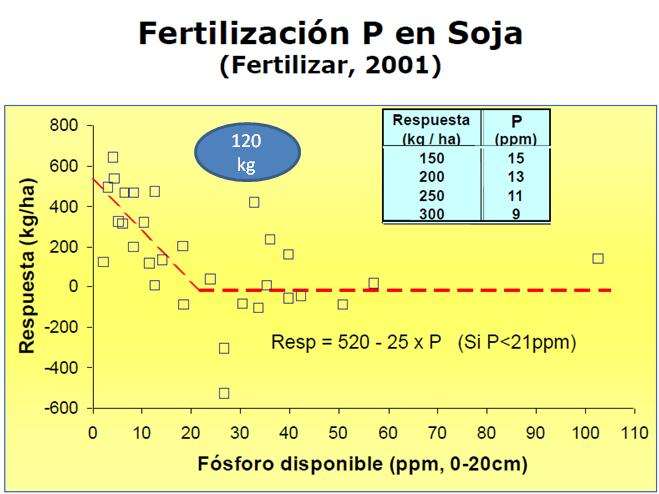 Fertilización P en Soja
(Fertilizar, 2001)
120
kg
Respuesta P
(kg / ha) (ppm)
150 15
200 13
250 11
300 9
Respuesta (kg/ha)
800
600
400
200
0
-200
-400
-600
Resp = 520 - 25 x P (Si P<21ppm)
0 10 20 30 40 50 60 70 80 90 100 110
Fósforo disponible (ppm, 0-20cm)